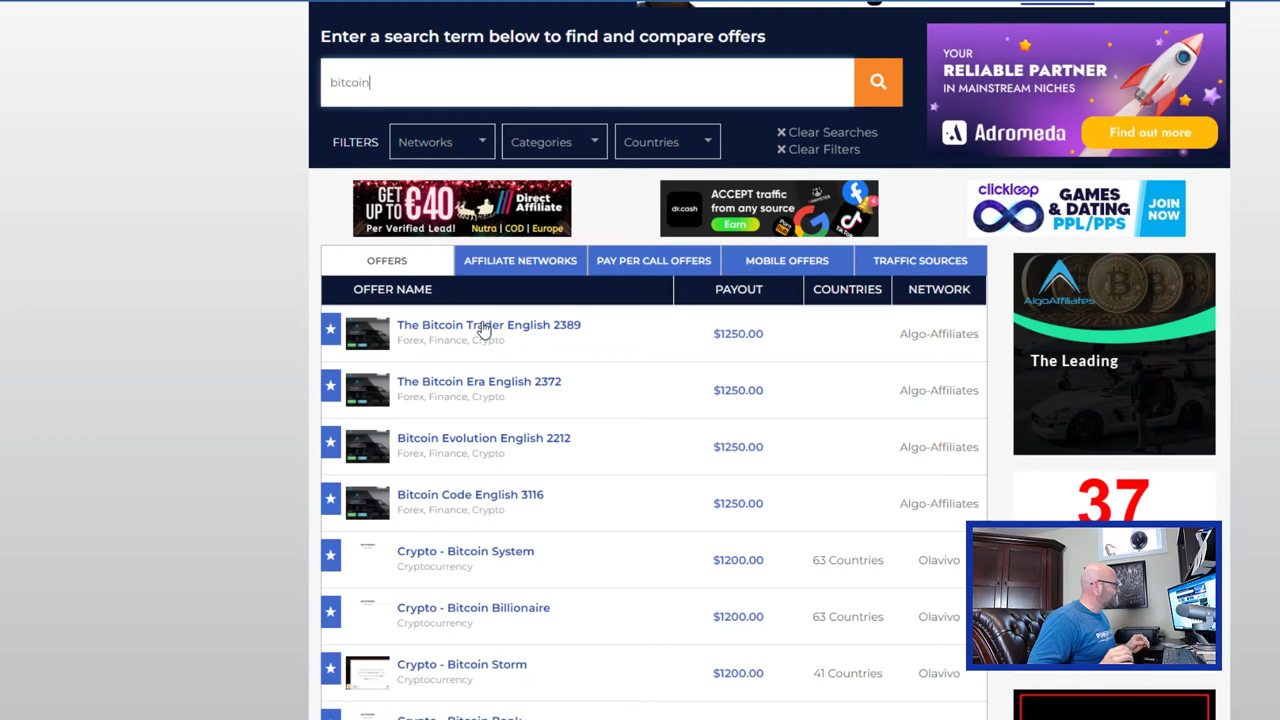 Enter a search term below to find and compare offers
bitcoin
FILTERS
Networks
Categories
Countries
Clear Searches
Clear Filters
YOUR
RELIABLE PARTNER
IN MAINSTREAM NICHES
Adromeda
Find out more
GET
UP TO €40
Per Verified Lead!
Direct
Affiliate
Nutra | COD | Europe
dr.cash
ACCEPT traffic
from any source
Earn
clickloop
GAMES
& DATING
PPL/PPS
JOIN
NOW
OFFERS
AFFILIATE NETWORKS
PAY PER CALL OFFERS
MOBILE OFFERS
TRAFFIC SOURCES
OFFER NAME
PAYOUT
COUNTRIES
NETWORK
The Bitcoin Trader English 2389
Forex, Finance, Crypto
$1250.00
Algo-Affiliates
The Bitcoin Era English 2372
Forex, Finance, Crypto
$1250.00
Algo-Affiliates
Bitcoin Evolution English 2212
Forex, Finance, Crypto
$1250.00
Algo-Affiliates
Bitcoin Code English 3116
Forex, Finance, Crypto
$1250.00
Algo-Affiliates
Crypto - Bitcoin System
Cryptocurrency
$1200.00
63 Countries
Olavivo
Crypto - Bitcoin Billionaire
Cryptocurrency
$1200.00
63 Countries
Olavivo
Crypto - Bitcoin Storm
Cryptocurrency
$1200.00
41 Countries
Olavivo
Crypto - Bitcoin Bank
AlgoAffiliates
The Leading
37